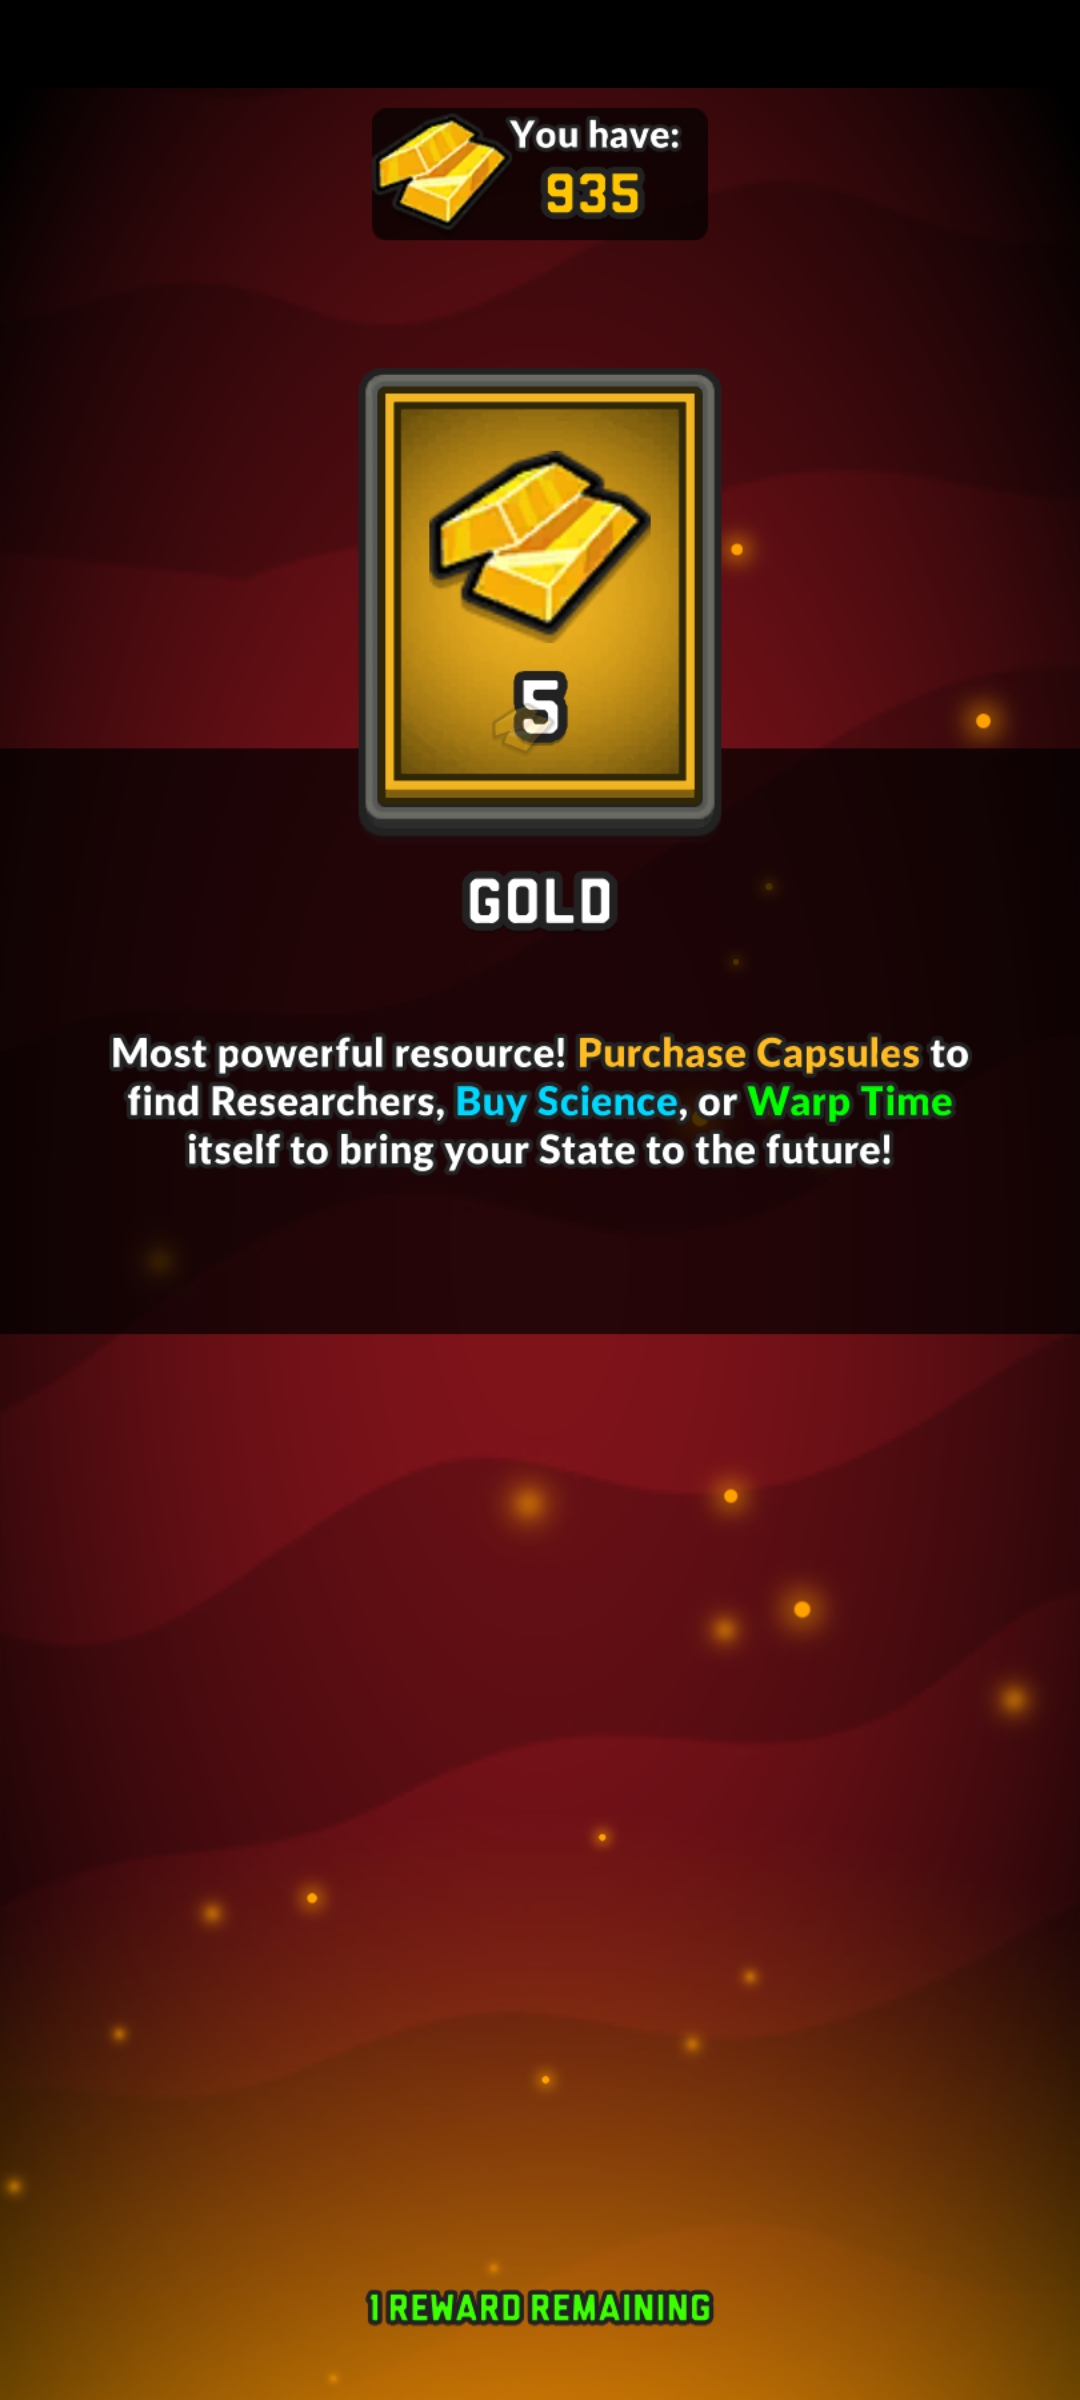 You have:
935
5
GOLD
Most powerful resource! Purchase Capsules to
find Researchers, Buy Science, or Warp Time
itself to bring your State to the future!
1 REWARD REMAINING